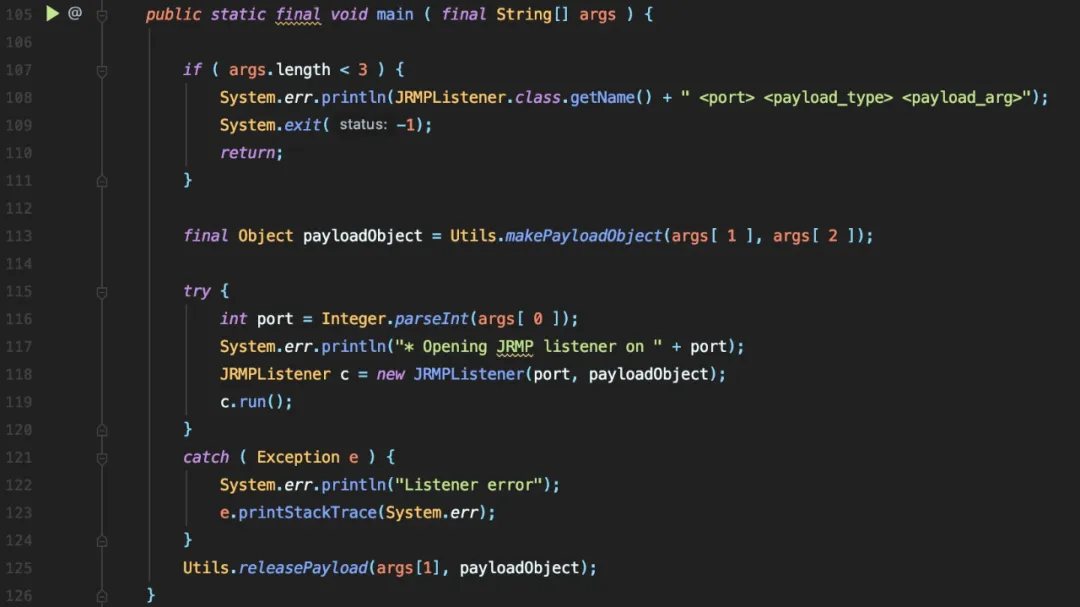 105 @ public static final void main ( final String[] args ) {
106
107 if ( args.length < 3 ) {
108 System.err.println(JRMPListener.class.getName() + " <port> <payload_type> <payload_arg>");
109 System.exit( status: -1);
110 return;
111 }
112
113 final Object payloadObject = Utils.makePayloadObject(args[ 1 ], args[ 2 ]);
114
115 try {
116 int port = Integer.parseInt(args[ 0 ]);
117 System.err.println("* Opening JRMP listener on " + port);
118 JRMPListener c = new JRMPListener(port, payloadObject);
119 c.run();
120 }
121 catch ( Exception e ) {
122 System.err.println("Listener error");
123 e.printStackTrace(System.err);
124 }
125 Utils.releasePayload(args[1], payloadObject);
126 }